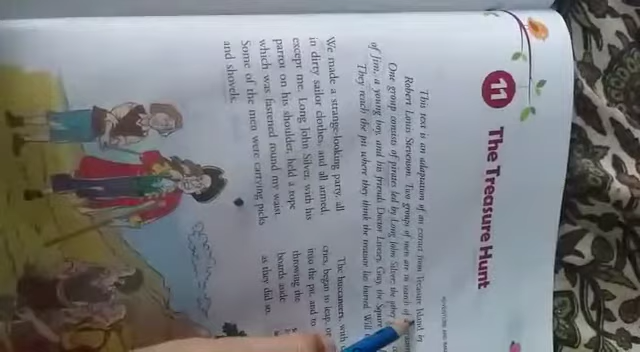 11 The Treasure Hunt
This text is an adaptation of an extract from Treasure Island by
Robert Louis Stevenson. Two groups of men are in search of
One group consists of pirates led by Long John Silver; the other
of Jim, a young boy, and his friends Doctor Livesey, Gray, the squire
They reach the pit where they think the treasure lies buried. Will
We made a strange-looking party, all
in dirty sailor clothes, and all armed,
except me. Long John Silver, with his
parrot on his shoulder, held a rope
which was fastened round my waist.
Some of the men were carrying picks
and shovels.
The buccaneers, with
cries, began to leap,
into the pit, and to
throwing the
boards aside
as they did so.